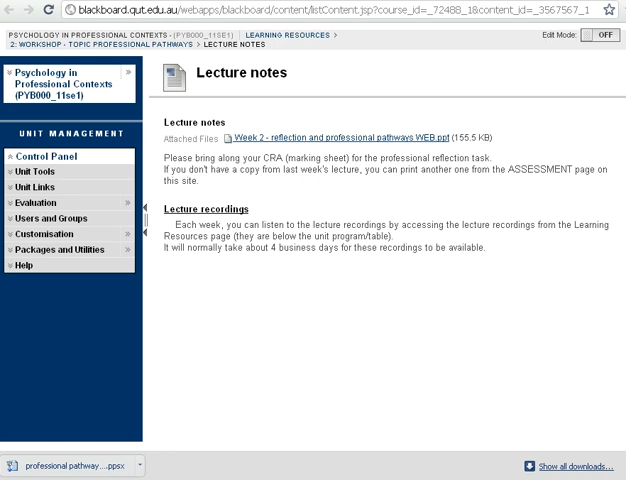 blackboard.qut.edu.au/webapps/blackboard/content/listContent.jsp?course_id=_72488_1&content_id=_3567567_1
PSYCHOLOGY IN PROFESSIONAL CONTEXTS - (PYB000_11SE1) > LEARNING RESOURCES >
2: WORKSHOP - TOPIC PROFESSIONAL PATHWAYS > LECTURE NOTES
Edit Mode: OFF
Psychology in
Professional Contexts
(PYB000_11se1)
UNIT MANAGEMENT
Control Panel
Unit Tools
Unit Links
Evaluation
Users and Groups
Customisation
Packages and Utilities
Help
Lecture notes
Lecture notes
Attached Files Week 2 - reflection and professional pathways WEB.ppt (155.5 KB)
Please bring along your CRA (marking sheet) for the professional reflection task.
If you don't have a copy from last week's lecture, you can print another one from the ASSESSMENT page on
this site.
Lecture recordings
Each week, you can listen to the lecture recordings by accessing the lecture recordings from the Learning
Resources page (they are below the unit program/table).
It will normally take about 4 business days for these recordings to be available.
professional pathway....ppsx
Show all downloads...